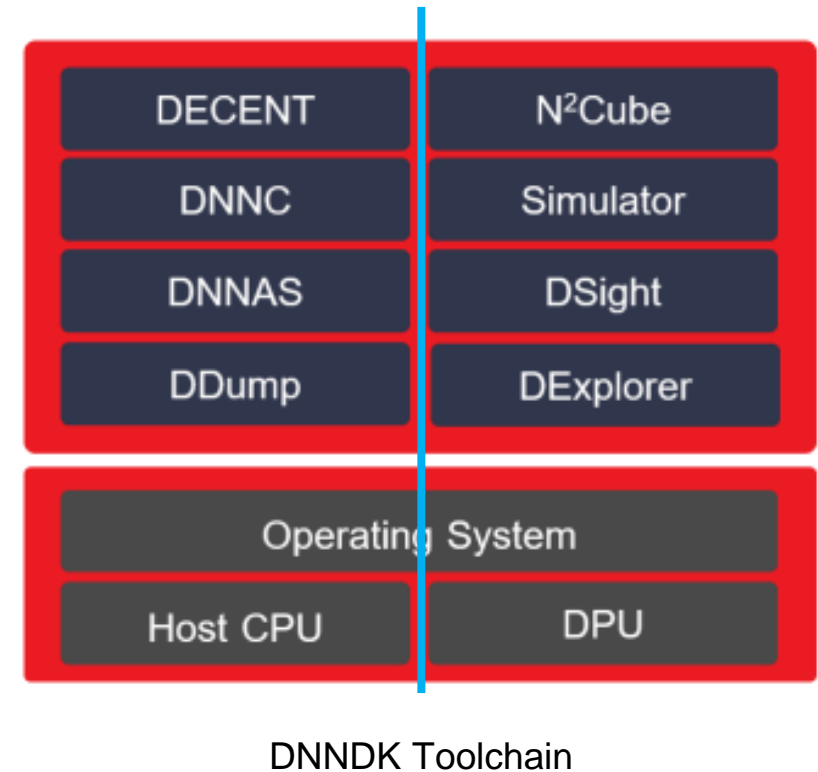 DECENT
N²Cube
DNNC
Simulator
DNNAS
DSight
DDump
DExplorer
Operating System
Host CPU
DPU
DNNDK Toolchain